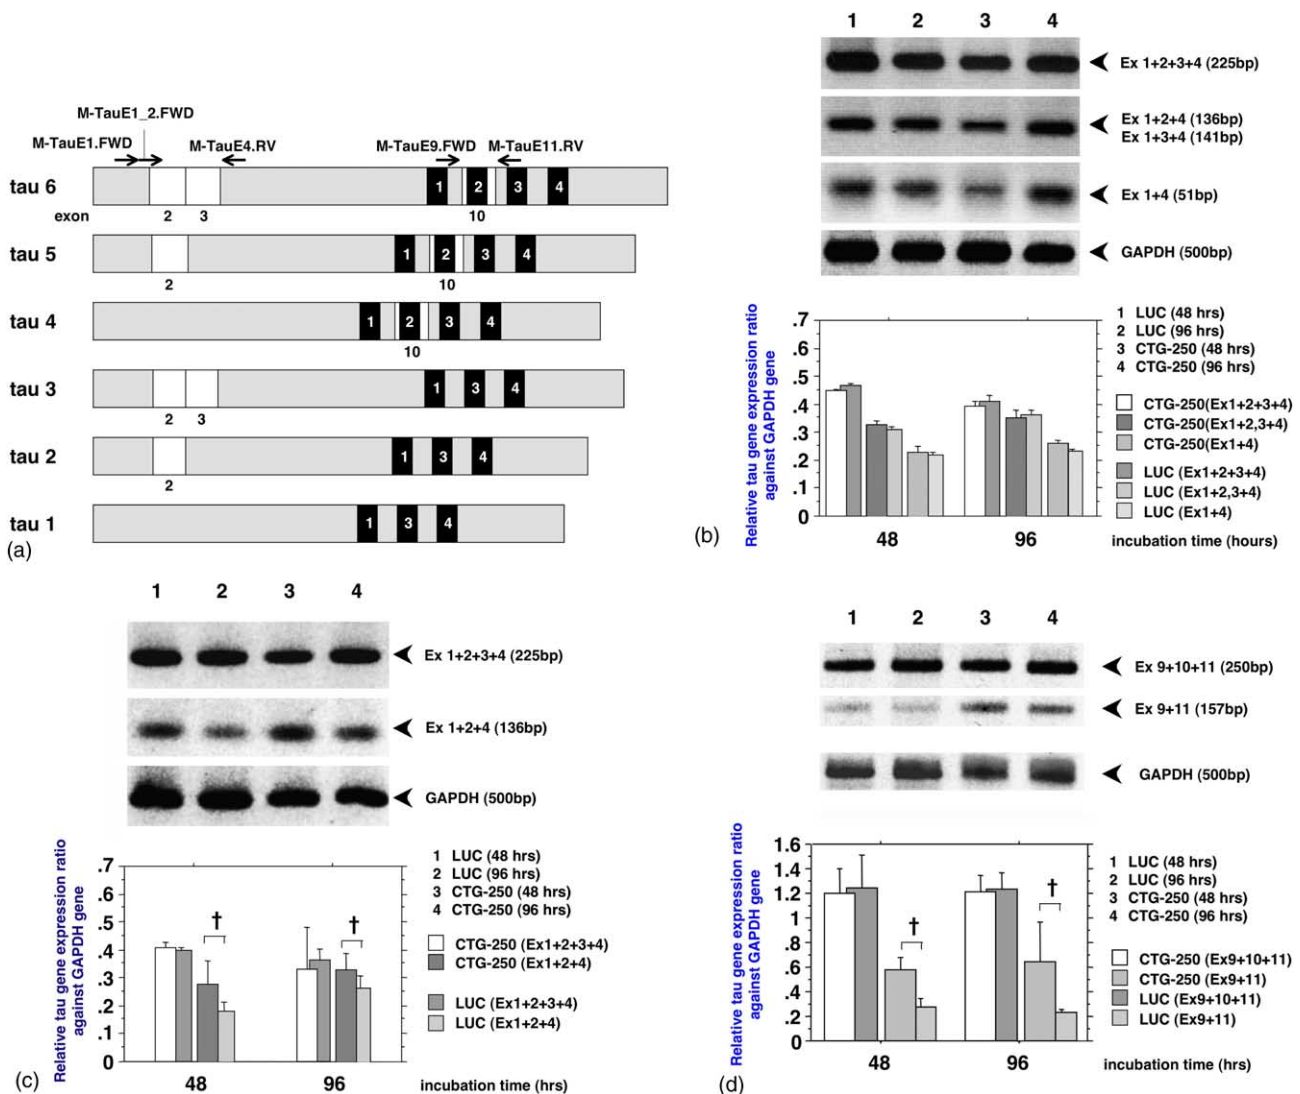 M-TauE1_2.FWD
M-TauE1.FWD
M-TauE4.RV
M-TauE9.FWD
M-TauE11.RV
tau 6
1 2 3 4
exon 2 3 10
tau 5
1 2 3 4
2 10
tau 4
1 2 3 4
10
tau 3
1 3 4
2 3
tau 2
1 3 4
2
tau 1
1 3 4
(a)
1 2 3 4
Ex 1+2+3+4 (225bp)
Ex 1+2+4 (136bp)
Ex 1+3+4 (141bp)
Ex 1+4 (51bp)
GAPDH (500bp)
Relative tau gene expression ratio
against GAPDH gene
.7
.6
.5
.4
.3
.2
.1
0
48 96
incubation time (hours)
1 LUC (48 hrs)
2 LUC (96 hrs)
3 CTG-250 (48 hrs)
4 CTG-250 (96 hrs)
CTG-250(Ex1+2+3+4)
CTG-250(Ex1+2,3+4)
CTG-250(Ex1+4)
LUC (Ex1+2+3+4)
LUC (Ex1+2,3+4)
LUC (Ex1+4)
(b)
1 2 3 4
Ex 1+2+3+4 (225bp)
Ex 1+2+4 (136bp)
GAPDH (500bp)
Relative tau gene expression ratio
against GAPDH gene
.7
.6
.5
.4
.3
.2
.1
0
† †
48 96
incubation time (hrs)
1 LUC (48 hrs)
2 LUC (96 hrs)
3 CTG-250 (48 hrs)
4 CTG-250 (96 hrs)
CTG-250 (Ex1+2+3+4)
CTG-250 (Ex1+2+4)
LUC (Ex1+2+3+4)
LUC (Ex1+2+4)
(c)
1 2 3 4
Ex 9+10+11 (250bp)
Ex 9+11 (157bp)
GAPDH (500bp)
Relative tau gene expression ratio
against GAPDH gene
1.6
1.4
1.2
1
.8
.6
.4
.2
0
† †
48 96
incubation time (hrs)
1 LUC (48 hrs)
2 LUC (96 hrs)
3 CTG-250 (48 hrs)
4 CTG-250 (96 hrs)
CTG-250 (Ex9+10+11)
CTG-250 (Ex9+11)
LUC (Ex9+10+11)
LUC (Ex9+11)
(d)